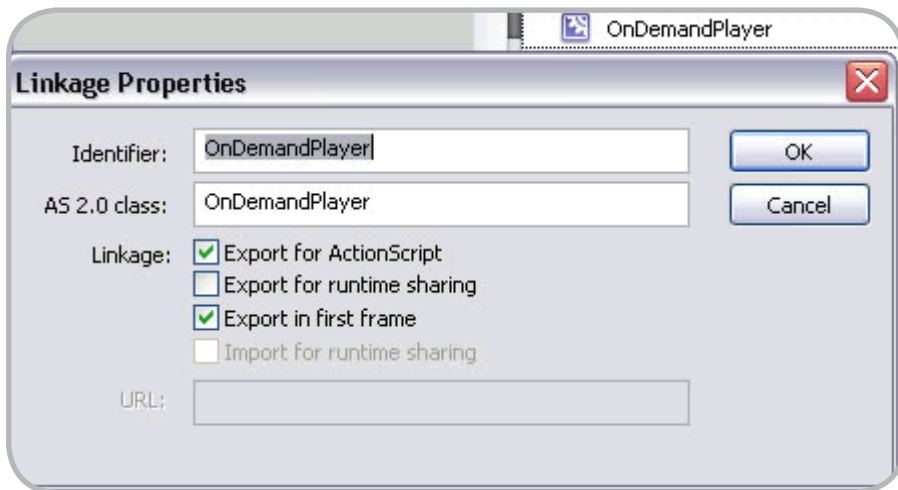 OnDemandPlayer
Linkage Properties
Identifier: OnDemandPlayer OK
AS 2.0 class: OnDemandPlayer Cancel
Linkage: Export for ActionScript
Export for runtime sharing
Export in first frame
Import for runtime sharing
URL: